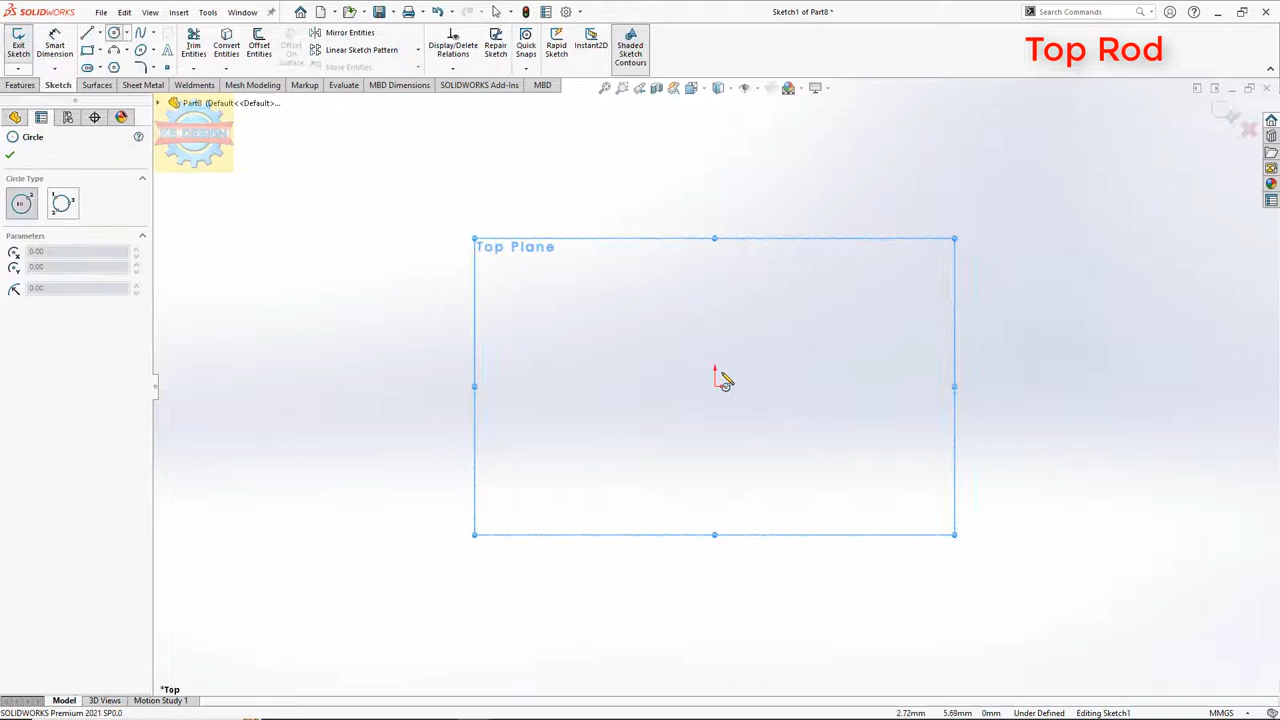 SOLIDWORKS File Edit View Insert Tools Window Sketch1 of Part8 * Search Commands
Top Rod
Exit Sketch
Smart Dimension
Trim Entities
Convert Entities
Offset Entities
Offset On Surface
Mirror Entities
Linear Sketch Pattern
Move Entities
Display/Delete Relations
Repair Sketch
Quick Snaps
Rapid Sketch
Instant2D
Shaded Sketch Contours
Features Sketch Surfaces Sheet Metal Weldments Mesh Modeling Markup Evaluate MBD Dimensions SOLIDWORKS Add-Ins MBD
Part8 (Default<<Default>...
Circle
Circle Type
Parameters
0.00
0.00
0.00
Top Plane
*Top
Model 3D Views Motion Study 1
SOLIDWORKS Premium 2021 SP0.0 2.72mm 5.69mm 0mm Under Defined Editing Sketch1 MMGS